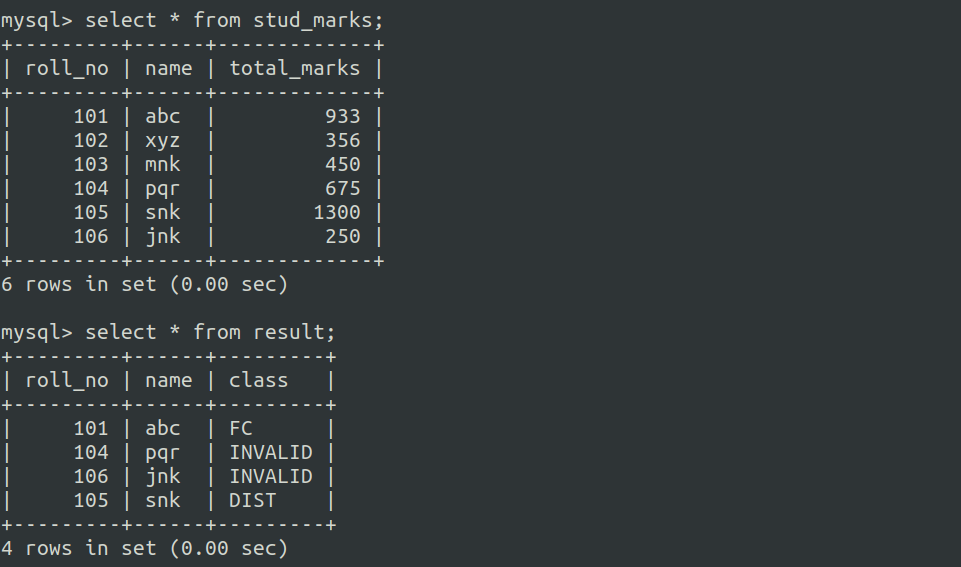 mysql> select * from stud_marks;
+---------+------+-------------+
| roll_no | name | total_marks |
+---------+------+-------------+
|     101 | abc  |         933 |
|     102 | xyz  |         356 |
|     103 | mnk  |         450 |
|     104 | pqr  |         675 |
|     105 | snk  |        1300 |
|     106 | jnk  |         250 |
+---------+------+-------------+
6 rows in set (0.00 sec)

mysql> select * from result;
+---------+------+---------+
| roll_no | name | class   |
+---------+------+---------+
|     101 | abc  | FC      |
|     104 | pqr  | INVALID |
|     106 | jnk  | INVALID |
|     105 | snk  | DIST    |
+---------+------+---------+
4 rows in set (0.00 sec)